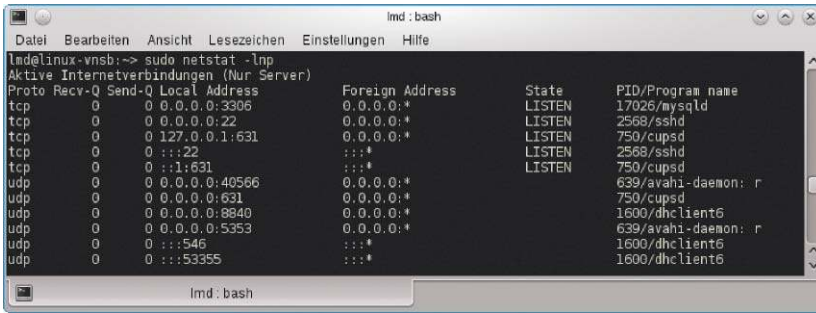 lmd : bash
Datei Bearbeiten Ansicht Lesezeichen Einstellungen Hilfe
lmd@linux-vnsb:~> sudo netstat -lnp
Aktive Internetverbindungen (Nur Server)
Proto Recv-Q Send-Q Local Address Foreign Address State PID/Program name
tcp 0 0 0.0.0.0:3306 0.0.0.0:* LISTEN 17026/mysqld
tcp 0 0 0.0.0.0:22 0.0.0.0:* LISTEN 2568/sshd
tcp 0 0 127.0.0.1:631 0.0.0.0:* LISTEN 750/cupsd
tcp 0 0 :::22 :::* LISTEN 2568/sshd
tcp 0 0 ::1:631 :::* LISTEN 750/cupsd
udp 0 0 0.0.0.0:40566 0.0.0.0:* 639/avahi-daemon: r
udp 0 0 0.0.0.0:631 0.0.0.0:* 750/cupsd
udp 0 0 0.0.0.0:8840 0.0.0.0:* 1600/dhclient6
udp 0 0 0.0.0.0:5353 0.0.0.0:* 639/avahi-daemon: r
udp 0 0 :::546 :::* 1600/dhclient6
udp 0 0 :::53355 :::* 1600/dhclient6
lmd : bash